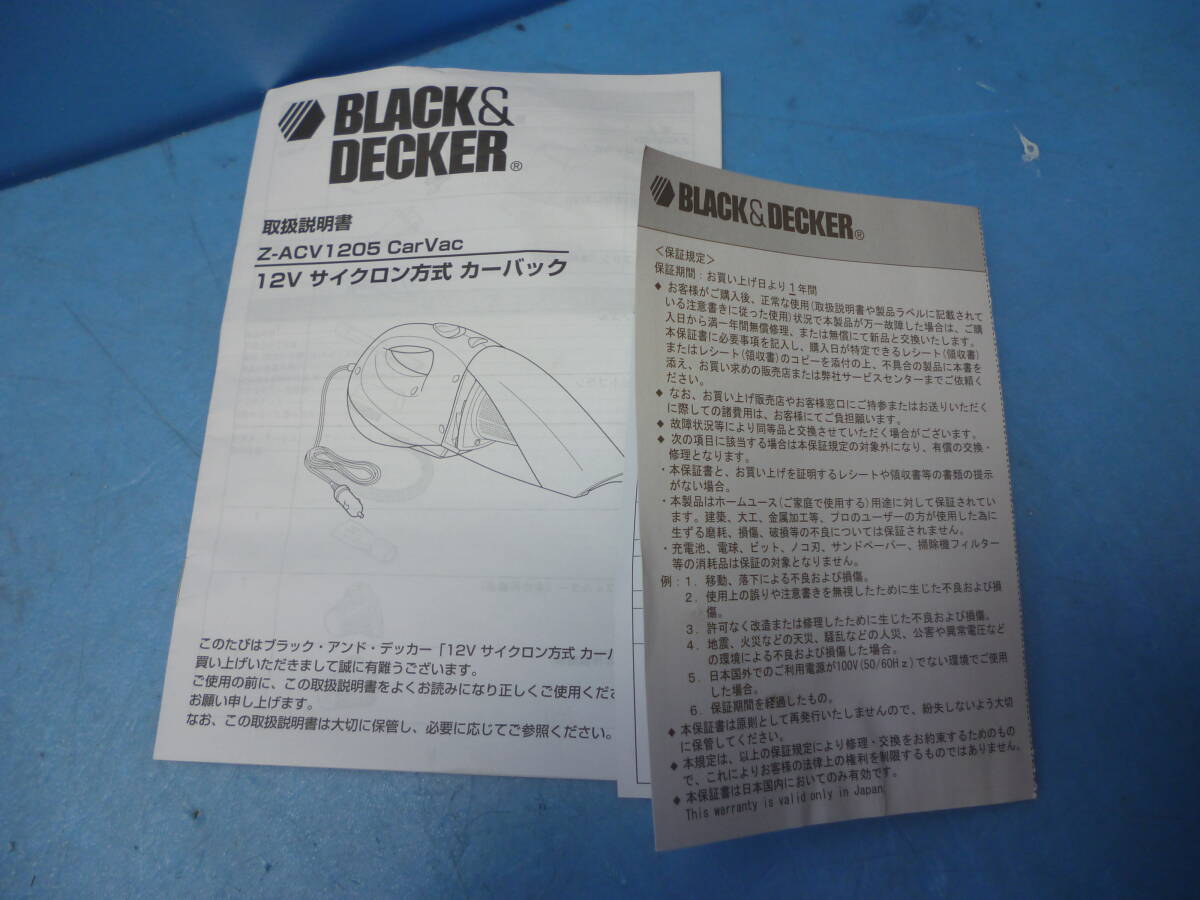 BLACK&
DECKER®
取扱説明書
Z-ACV1205 CarVac
12V サイクロン方式 カーバック
このたびはブラック・アンド・デッカー「12V サイクロン方式 カー
買い上げいただきまして誠に有難うございます。
ご使用の前に、この取扱説明書をよくお読みになり正しくご使用くださ
お願い申し上げます。
なお、この取扱説明書は大切に保管し、必要に応じてご参照ください。
BLACK&DECKER®
＜保証規定＞
保証期間：お買い上げ日より1年間
◆ お客様がご購入後、正常な使用(取扱説明書や製品ラベルに記載されて
いる注意書きに従った使用)状況で本製品が万一故障した場合は、ご購
入日から満一年間無償修理、または無償にて新品と交換いたします。
本保証書に必要事項を記入し、購入日が特定できるレシート(領収書)
またはレシート(領収書)のコピーを添付の上、不具合の製品に本書を
添え、お買い求めの販売店または弊社サービスセンターまでご依頼く
ださい。
◆ なお、お買い上げ販売店やお客様窓口にご持参またはお送りいただく
に際しての諸費用は、お客様にてご負担願います。
◆ 故障状況等により同等品と交換させていただく場合がございます。
◆ 次の項目に該当する場合は本保証規定の対象外になり、有償の交換・
修理となります。
・本保証書と、お買い上げを証明するレシートや領収書等の書類の提示
がない場合。
・本製品はホームユース(ご家庭で使用する)用途に対して保証されてい
ます。建築、大工、金属加工等、プロのユーザーの方が使用した為に
生ずる磨耗、損傷、破損等の不良については保証されません。
・充電池、電球、ビット、ノコ刃、サンドペーパー、掃除機フィルター
等の消耗品は保証の対象となりません。
例：1．移動、落下による不良および損傷。
2．使用上の誤りや注意書きを無視したために生じた不良および損
傷。
3．許可なく改造または修理したために生じた不良および損傷。
4．地震、火災などの天災、騒乱などの人災、公害や異常電圧など
の環境による不良および損傷した場合。
5．日本国外でのご利用電源が100V(50/60Hz)でない環境でご使用
した場合。
6．保証期間を経過したもの。
◆ 本保証書は原則として再発行いたしませんので、紛失しないよう大切
に保管してください。
◆ 本規定は、以上の保証規定により修理・交換をお約束するためのもの
で、これによりお客様の法律上の権利を制限するものではありません。
◆ 本保証書は日本国内においてのみ有効です。
This warranty is valid only in Japan